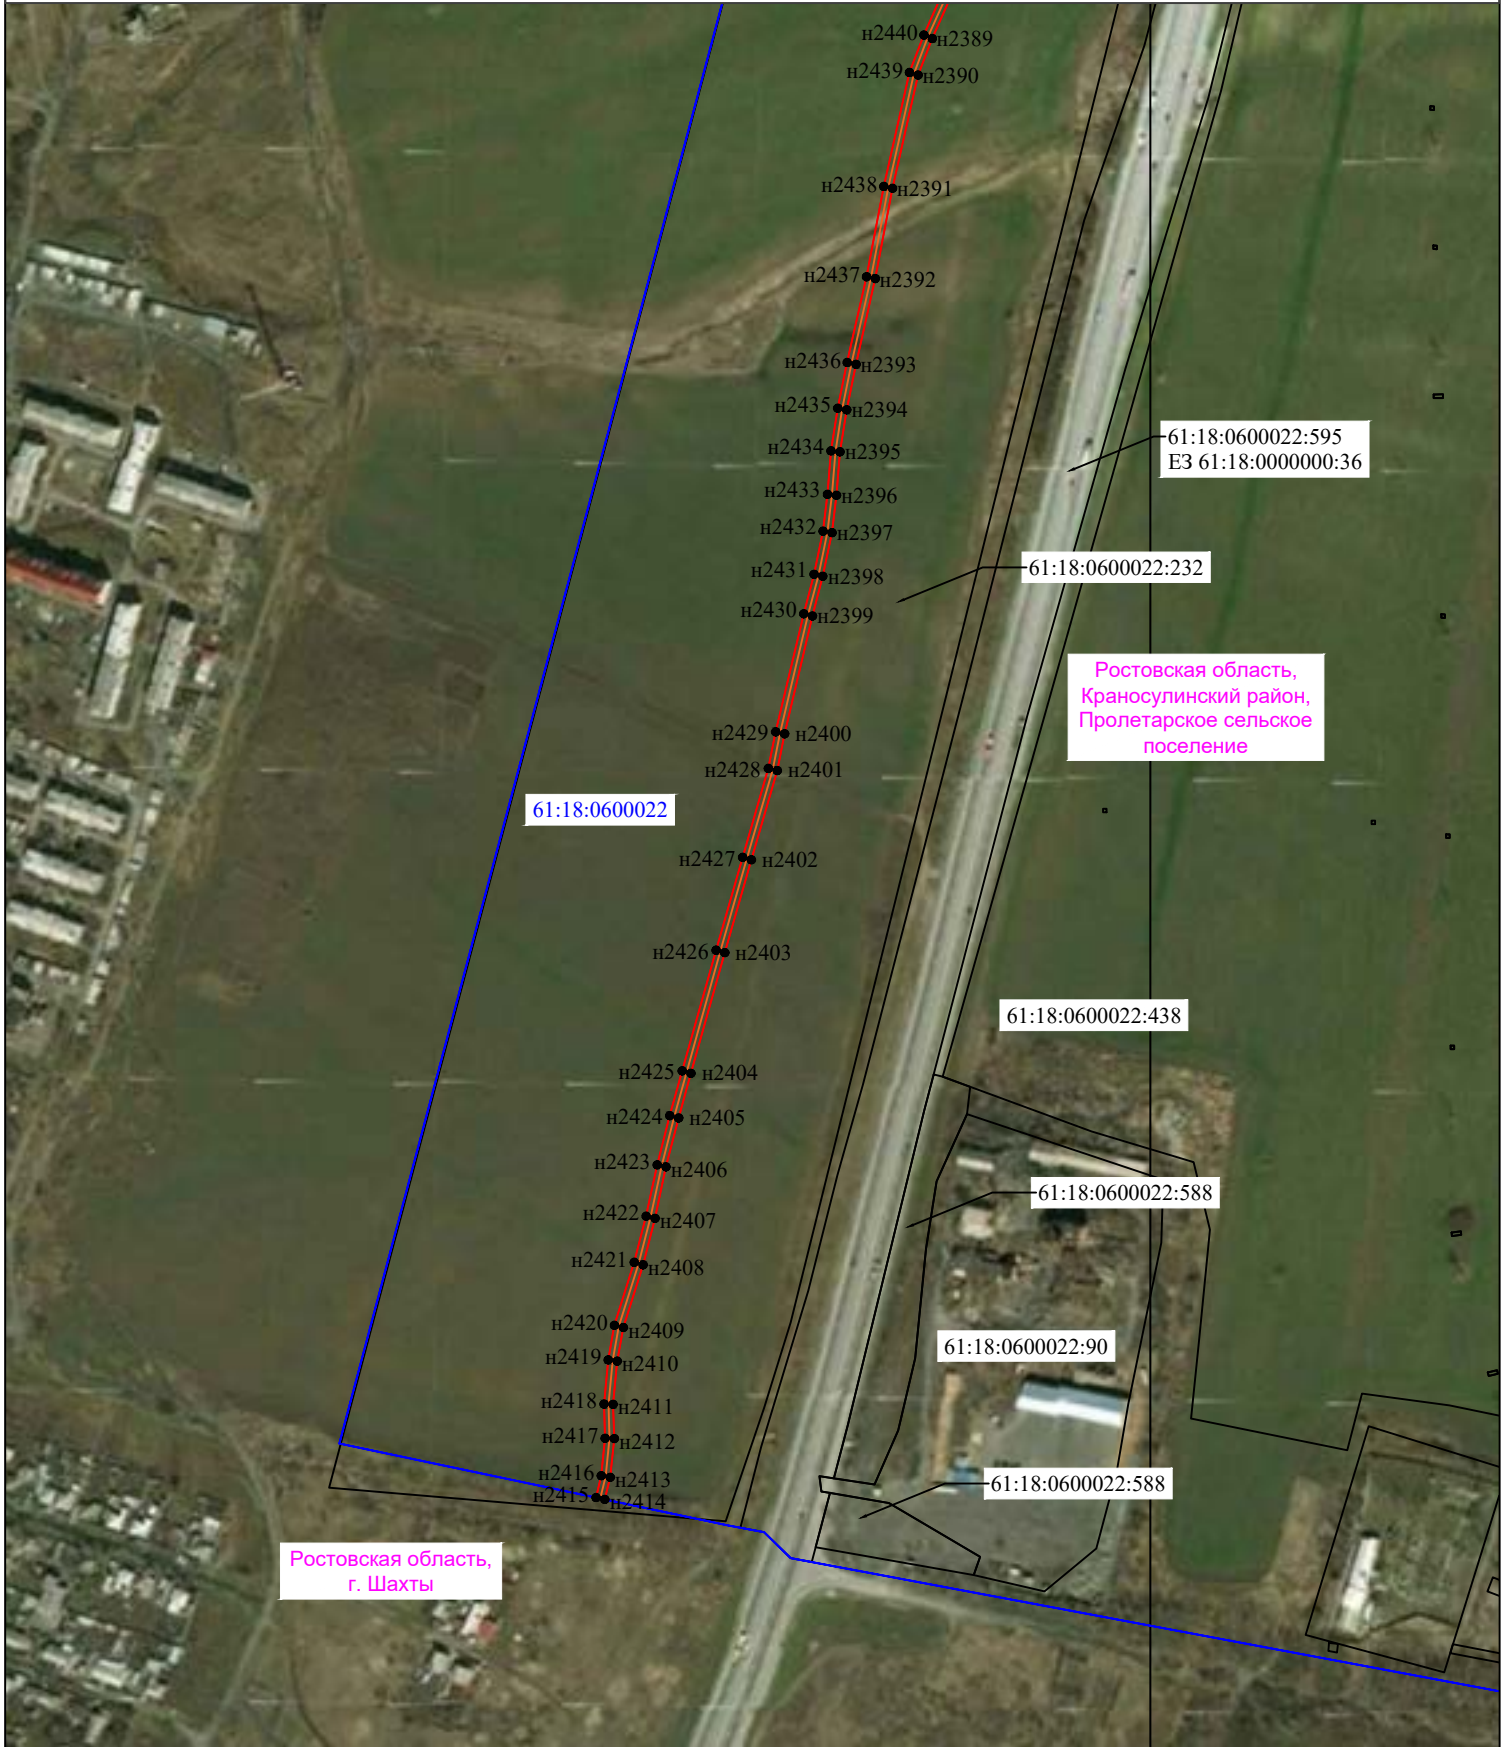 н2440 н2389
н2439 н2390
н2438 н2391
н2437 н2392
н2436 н2393
н2435 н2394
61:18:0600022:595
ЕЗ 61:18:0000000:36
н2434 н2395
н2433 н2396
н2432 н2397
н2431 н2398
61:18:0600022:232
н2430 н2399
Ростовская область,
Краносулинский район,
Пролетарское сельское
поселение
н2429 н2400
н2428 н2401
61:18:0600022
н2427 н2402
н2426 н2403
61:18:0600022:438
н2425 н2404
н2424 н2405
н2423 н2406
61:18:0600022:588
н2422 н2407
н2421 н2408
н2420 н2409
61:18:0600022:90
н2419 н2410
н2418 н2411
н2417 н2412
н2416 н2413
61:18:0600022:588
н2415 н2414
Ростовская область,
г. Шахты